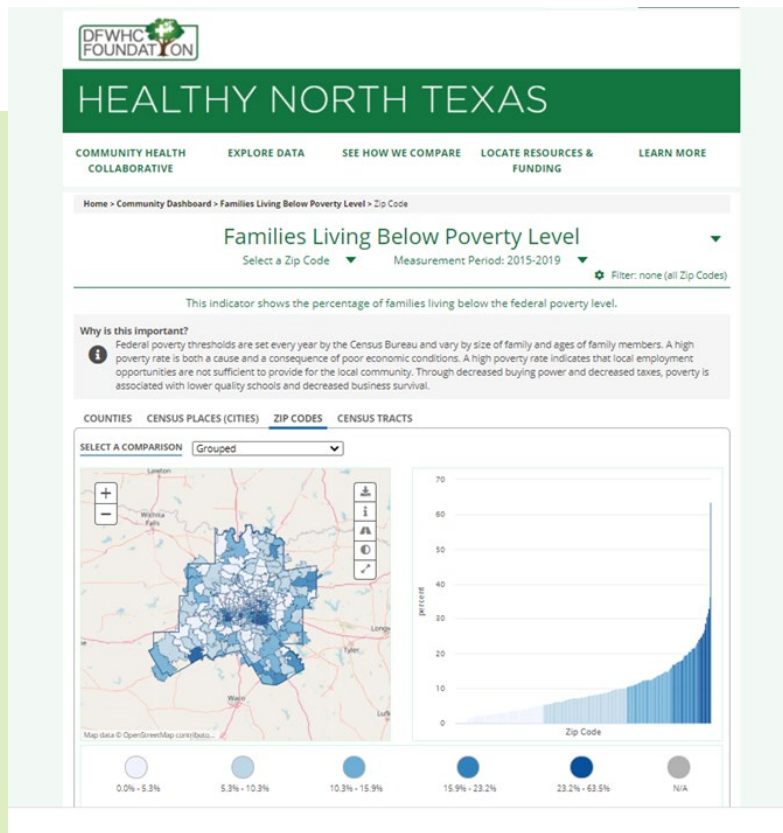 DFWHC
FOUNDATION
HEALTHY NORTH TEXAS
COMMUNITY HEALTH
COLLABORATIVE
EXPLORE DATA
SEE HOW WE COMPARE
LOCATE RESOURCES &
FUNDING
LEARN MORE
Home > Community Dashboard > Families Living Below Poverty Level > Zip Code
Families Living Below Poverty Level
Select a Zip Code
Measurement Period: 2015-2019
Filter: none (all Zip Codes)
This indicator shows the percentage of families living below the federal poverty level.
Why is this important?
Federal poverty thresholds are set every year by the Census Bureau and vary by size of family and ages of family members. A high
poverty rate is both a cause and a consequence of poor economic conditions. A high poverty rate indicates that local employment
opportunities are not sufficient to provide for the local community. Through decreased buying power and decreased taxes, poverty is
associated with lower quality schools and decreased business survival.
COUNTIES CENSUS PLACES (CITIES) ZIP CODES CENSUS TRACTS
SELECT A COMPARISON Grouped
Lawton
Wichita
Falls
Tyler
Waco
Map data © OpenStreetMap contributo...
70
60
50
40
30
20
10
0
percent
Zip Code
0.0% - 5.3%
5.3% - 10.3%
10.3% - 15.9%
15.9% - 23.2%
23.2% - 63.5%
N/A